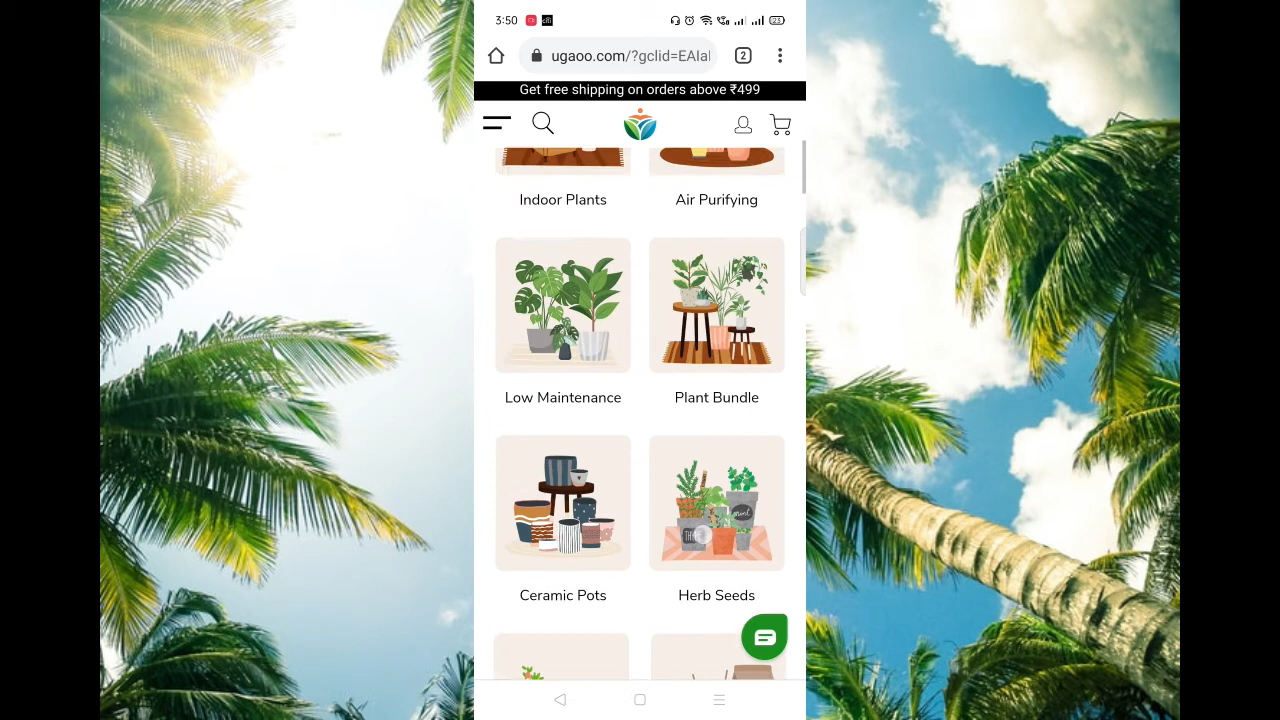 3:50
ugaoo.com/?gclid=EAIaI
2
Get free shipping on orders above ₹499
Indoor Plants
Air Purifying
Low Maintenance
Plant Bundle
Ceramic Pots
Herb Seeds